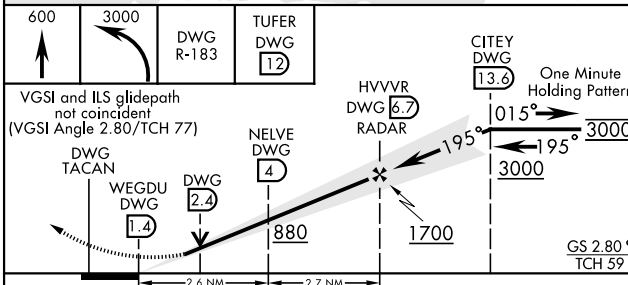 600
3000
DWG
R-183
TUFER
DWG
12
CITEY
DWG
13.6
One Minute
Holding Pattern
VGSI and ILS glidepath
not coincident
(VGSI Angle 2.80/TCH 77)
HVVVR
DWG 6.7
RADAR
015°
3000
195°
195°
3000
NELVE
DWG
4
DWG
TACAN
WEGDU
DWG
1.4
DWG
2.4
880
1700
GS 2.80°
TCH 59
2.6 NM
2.7 NM